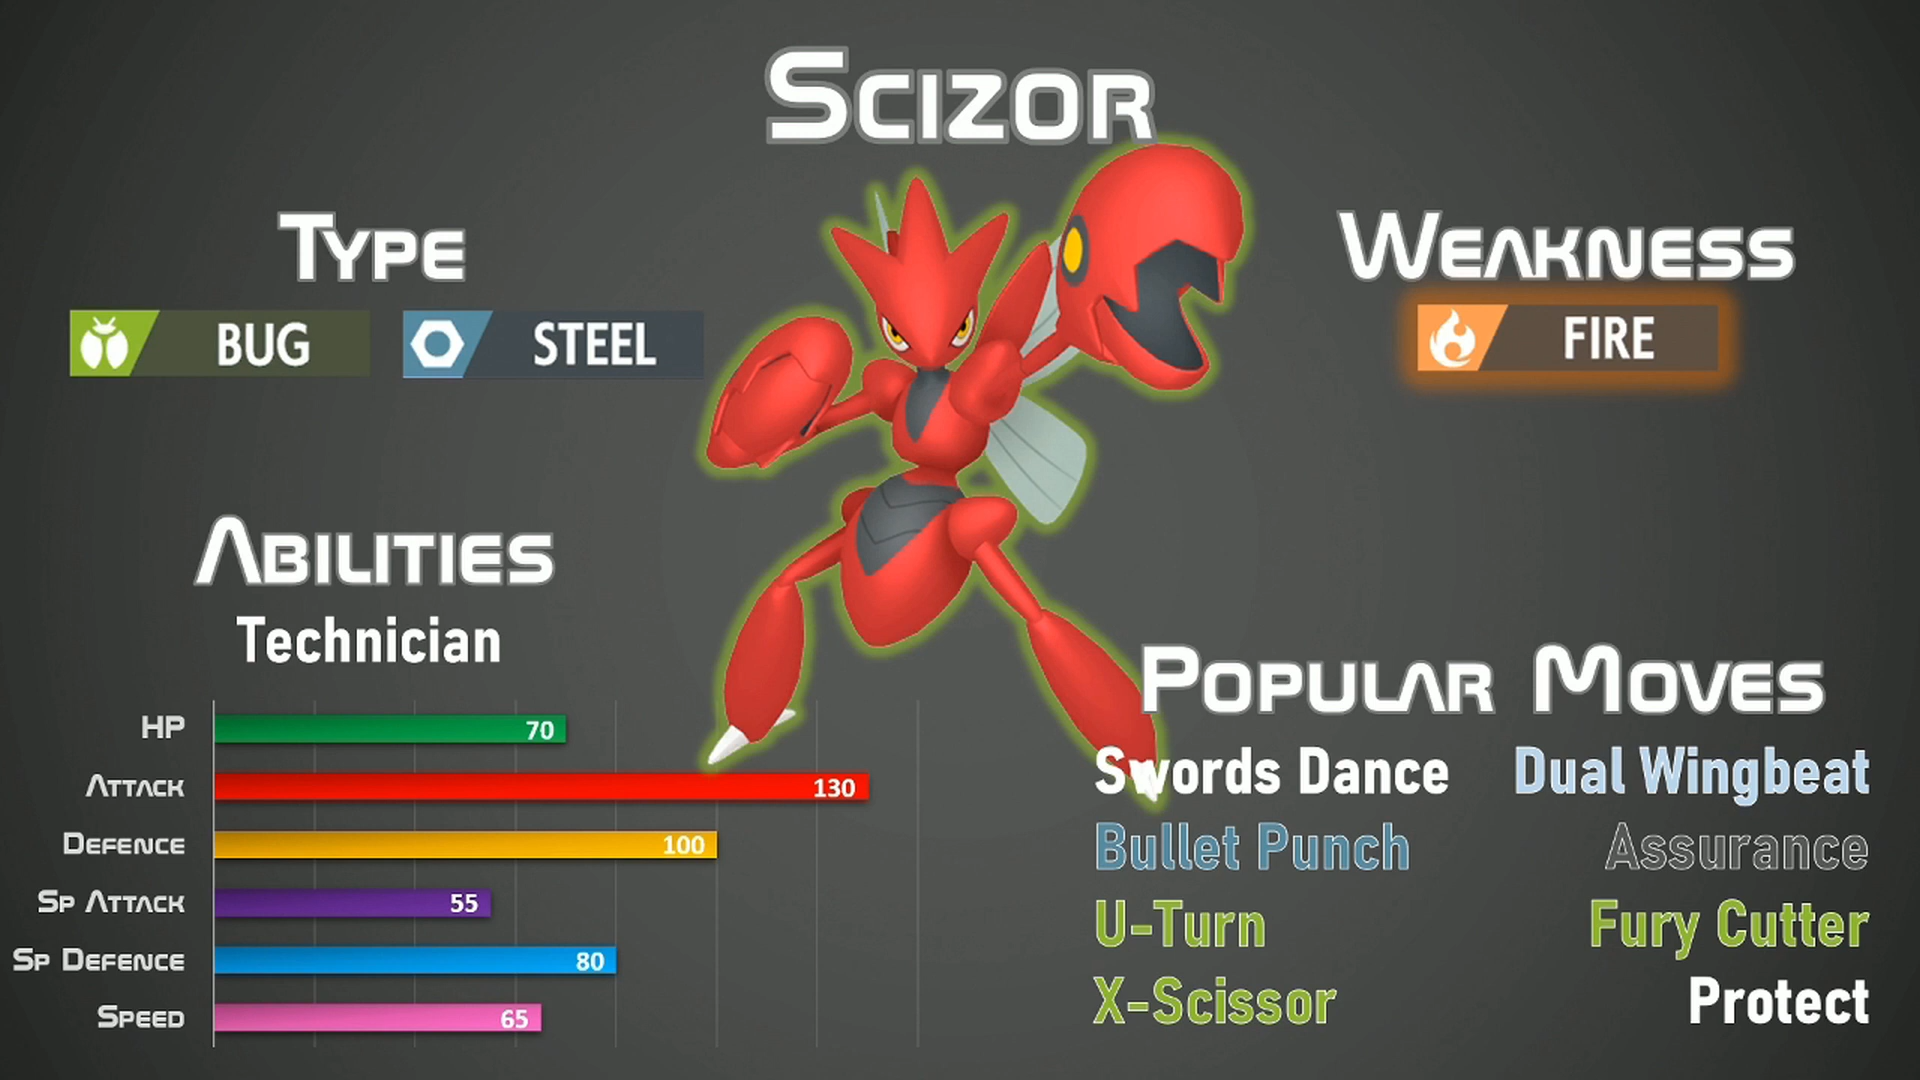 Scizor
Type
BUG
STEEL
Weakness
FIRE
Abilities
Technician
HP 70
Attack 130
Defence 100
Sp Attack 55
Sp Defence 80
Speed 65
Popular Moves
Swords Dance
Dual Wingbeat
Bullet Punch
Assurance
U-Turn
Fury Cutter
X-Scissor
Protect